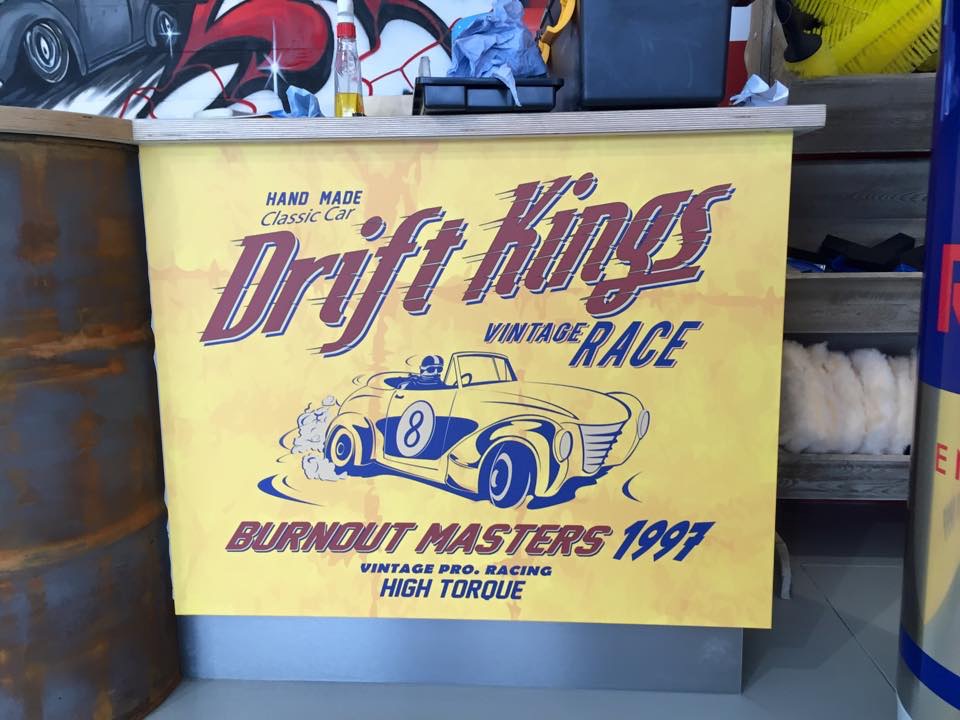 HAND MADE
Classic Car
Drift Kings
VINTAGE RACE
8
BURNOUT MASTERS 1997
VINTAGE PRO. RACING
HIGH TORQUE